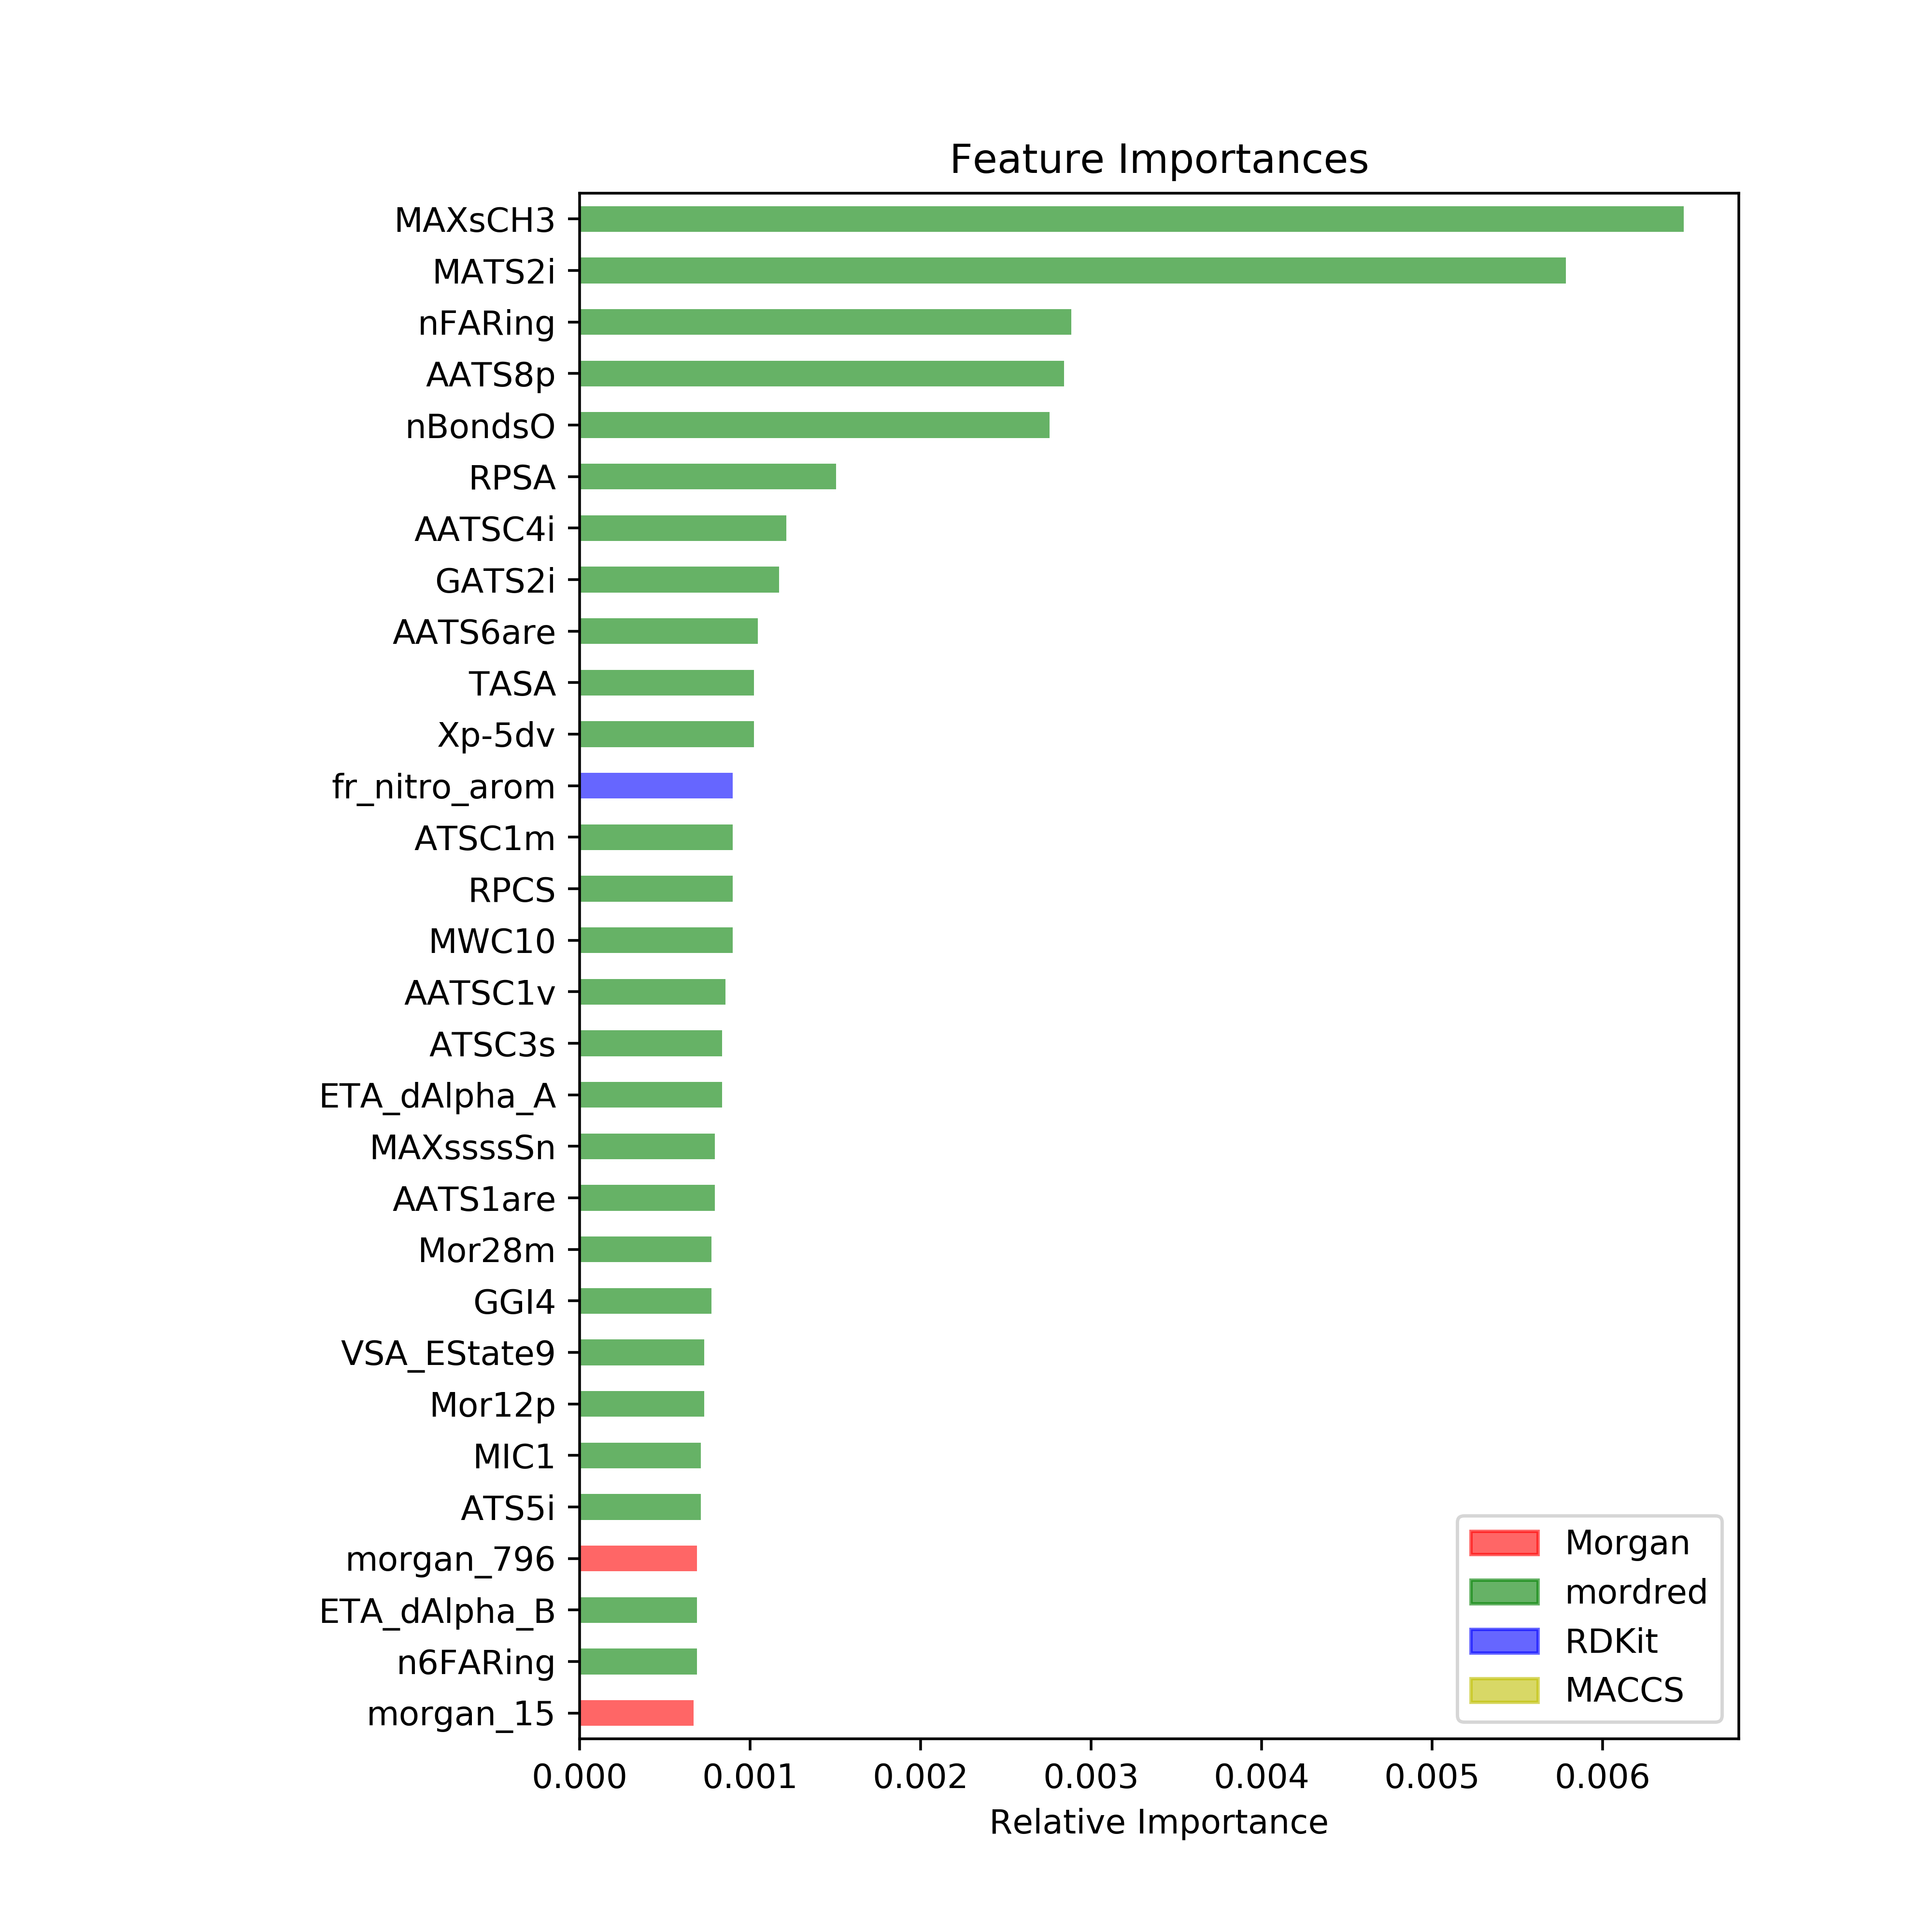 Feature Importances
MAXsCH3
MATS2i
nFARing
AATS8p
nBondsO
RPSA
AATSC4i
GATS2i
AATS6are
TASA
Xp-5dv
fr_nitro_arom
ATSC1m
RPCS
MWC10
AATSC1v
ATSC3s
ETA_dAlpha_A
MAXssssSn
AATS1are
Mor28m
GGI4
VSA_EState9
Mor12p
MIC1
ATS5i
morgan_796
ETA_dAlpha_B
n6FARing
morgan_15
Morgan
mordred
RDKit
MACCS
0.000 0.001 0.002 0.003 0.004 0.005 0.006
Relative Importance